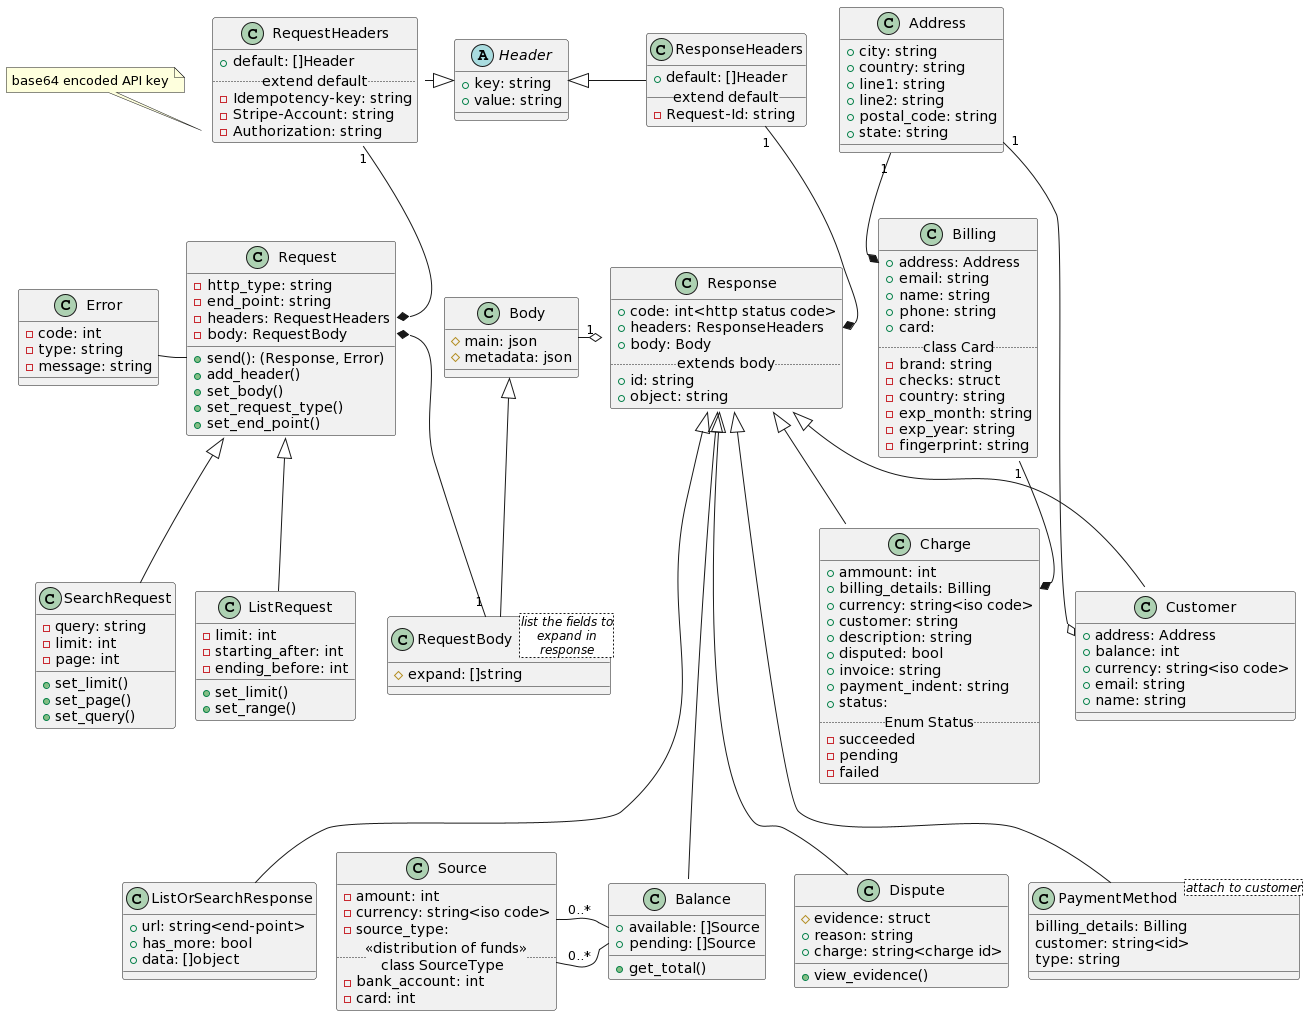 RequestHeaders
default: []Header
extend default
Idempotency-key: string
Stripe-Account: string
Authorization: string
base64 encoded API key
Header
key: string
value: string
ResponseHeaders
default: []Header
extend default
Request-Id: string
Address
city: string
country: string
line1: string
line2: string
postal_code: string
state: string
1
1
1
1
Request
http_type: string
end_point: string
headers: RequestHeaders
body: RequestBody
send(): (Response, Error)
add_header()
set_body()
set_request_type()
set_end_point()
Error
code: int
type: string
message: string
Body
main: json
metadata: json
1
Response
code: int<http status code>
headers: ResponseHeaders
body: Body
extends body
id: string
object: string
Billing
address: Address
email: string
name: string
phone: string
card:
class Card
brand: string
checks: struct
country: string
exp_month: string
exp_year: string
fingerprint: string
1
SearchRequest
query: string
limit: int
page: int
set_limit()
set_page()
set_query()
ListRequest
limit: int
starting_after: int
ending_before: int
set_limit()
set_range()
1
RequestBody
list the fields to
expand in
response
expand: []string
Charge
ammount: int
billing_details: Billing
currency: string<iso code>
customer: string
description: string
disputed: bool
invoice: string
payment_indent: string
status:
Enum Status
succeeded
pending
failed
Customer
address: Address
balance: int
currency: string<iso code>
email: string
name: string
ListOrSearchResponse
url: string<end-point>
has_more: bool
data: []object
Source
amount: int
currency: string<iso code>
source_type:
«distribution of funds»
class SourceType
bank_account: int
card: int
0..*
0..*
Balance
available: []Source
pending: []Source
get_total()
Dispute
evidence: struct
reason: string
charge: string<charge id>
view_evidence()
PaymentMethod
attach to customer
billing_details: Billing
customer: string<id>
type: string